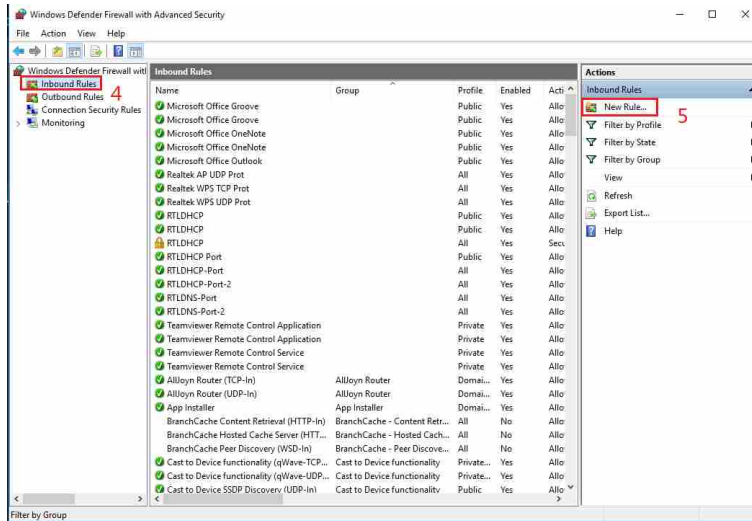 Windows Defender Firewall with Advanced Security
File Action View Help
Windows Defender Firewall with
Inbound Rules
Outbound Rules
Connection Security Rules
Monitoring
4
Inbound Rules
Name Group Profile Enabled Acti
Microsoft Office Groove Public Yes Allo
Microsoft Office Groove Public Yes Allo
Microsoft Office OneNote Public Yes Allo
Microsoft Office OneNote Public Yes Allo
Microsoft Office Outlook Public Yes Allo
Realtek AP UDP Prot All Yes Allo
Realtek WPS TCP Prot All Yes Allo
Realtek WPS UDP Prot All Yes Allo
RTLDHCP Public Yes Allo
RTLDHCP Public Yes Allo
RTLDHCP All Yes Secu
RTLDHCP Port Public Yes Allo
RTLDHCP-Port All Yes Allo
RTLDHCP-Port-2 All Yes Allo
RTLDNS-Port All Yes Allo
RTLDNS-Port-2 All Yes Allo
Teamviewer Remote Control Application Private Yes Allo
Teamviewer Remote Control Application Private Yes Allo
Teamviewer Remote Control Service Private Yes Allo
Teamviewer Remote Control Service Private Yes Allo
AllJoyn Router (TCP-In) AllJoyn Router Domai... Yes Allo
AllJoyn Router (UDP-In) AllJoyn Router Domai... Yes Allo
App Installer App Installer Domai... Yes Allo
BranchCache Content Retrieval (HTTP-In) BranchCache - Content Retr... All No Allo
BranchCache Hosted Cache Server (HTT... BranchCache - Hosted Cach... All No Allo
BranchCache Peer Discovery (WSD-In) BranchCache - Peer Discove... All No Allo
Cast to Device functionality (qWave-TCP... Cast to Device functionality Private... Yes Allo
Cast to Device functionality (qWave-UDP... Cast to Device functionality Private... Yes Allo
Cast to Device SSDP Discovery (UDP-In) Cast to Device functionality Public Yes Allo
Actions
Inbound Rules
New Rule...
5
Filter by Profile
Filter by State
Filter by Group
View
Refresh
Export List...
Help
Filter by Group